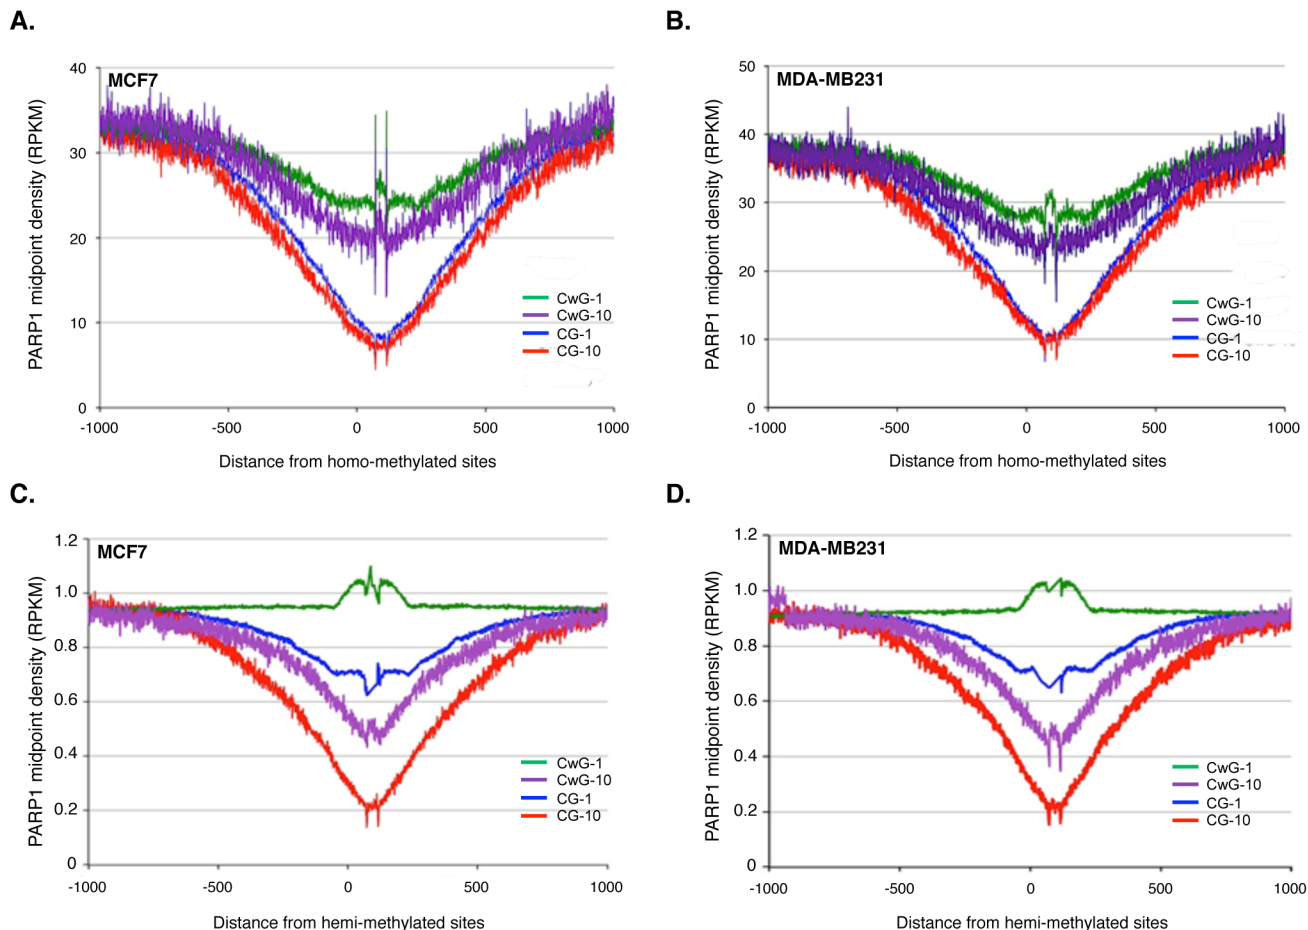 A.
MCF7
PARP1 midpoint density (RPKM)
40
30
20
10
0
-1000
-500
0
500
1000
CwG-1
CwG-10
CG-1
CG-10
Distance from homo-methylated sites
B.
MDA-MB231
PARP1 midpoint density (RPKM)
50
40
30
20
10
0
-1000
-500
0
500
1000
CwG-1
CwG-10
CG-1
CG-10
Distance from homo-methylated sites
C.
MCF7
PARP1 midpoint density (RPKM)
1.2
1.0
0.8
0.6
0.4
0.2
0
-1000
-500
0
500
1000
CwG-1
CwG-10
CG-1
CG-10
Distance from hemi-methylated sites
D.
MDA-MB231
PARP1 midpoint density (RPKM)
1.2
1.0
0.8
0.6
0.4
0.2
0
-1000
-500
0
500
1000
CwG-1
CwG-10
CG-1
CG-10
Distance from hemi-methylated sites